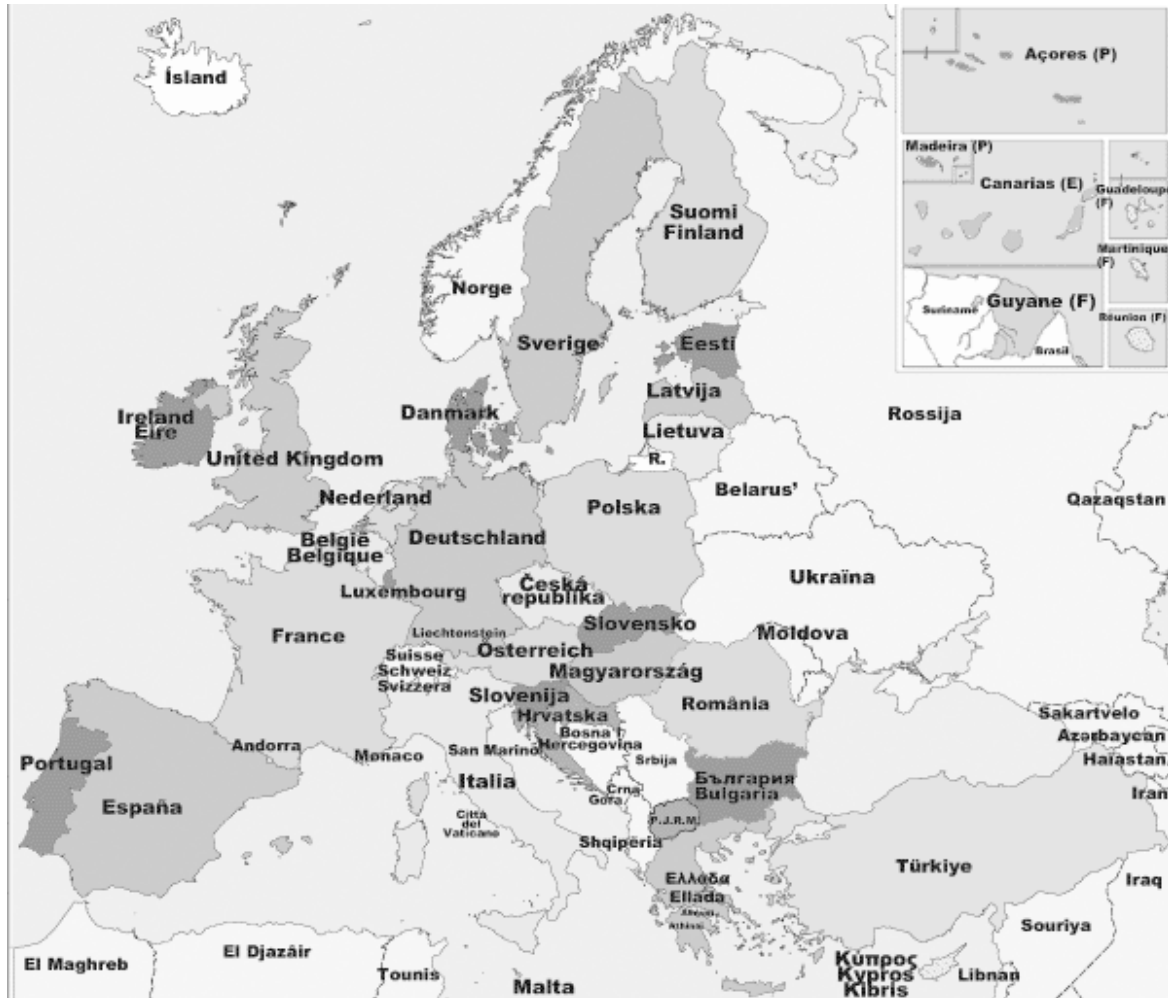 Ísland
Açores (P)
Madeira (P)
Canarias (E)
Guadeloupe
(F)
Martinique
(F)
Guyane (F)
Suriname
Brasil
Réunion (F)
Suomi
Finland
Norge
Sverige
Eesti
Latvija
Lietuva
R.
Rossija
Danmark
Ireland
Eire
United Kingdom
Nederland
België
Belgique
Deutschland
Polska
Belarus'
Qazaqstan
Ukraïna
Luxembourg
Česká
republika
Slovensko
Moldova
France
Liechtenstein
Österreich
Suisse
Schweiz
Svizzera
Magyarország
Slovenija
Hrvatska
România
Bosna i
Hercegovina
Srbija
Sakartvelo
Azərbaycan
Haïastan
Iran
Andorra
Monaco
San Marino
Portugal
España
Italia
Crna
Gora
България
Bulgaria
Città
del
Vaticano
P.J.R.M.
Shqipëria
Türkiye
Iraq
Ελλαδα
Ellada
Athinai
Souriya
El Maghreb
El Djazâir
Tounis
Malta
Κύπρος
Kypros
Kibris
Libnan